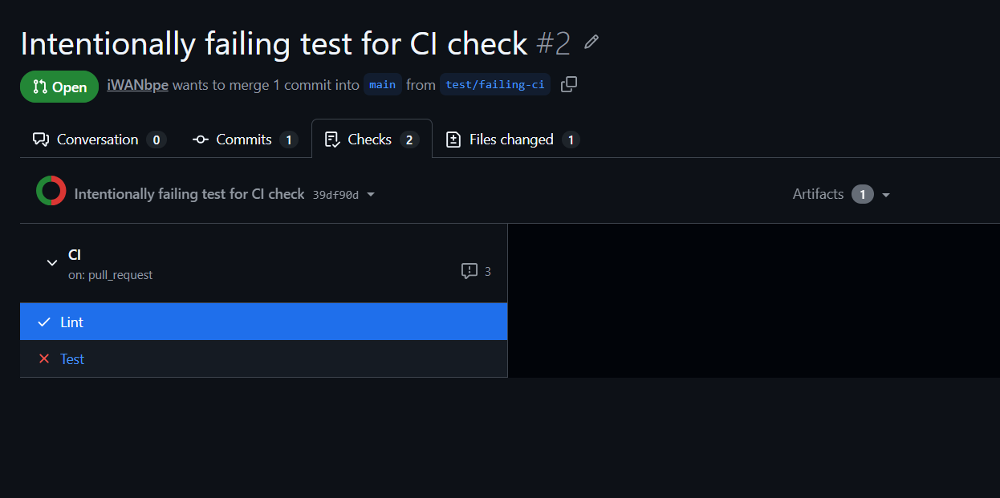 Intentionally failing test for CI check #2
Open iWANbpe wants to merge 1 commit into main from test/failing-ci
Conversation 0 Commits 1 Checks 2 Files changed 1
Intentionally failing test for CI check 39df90d Artifacts 1
CI
on: pull_request 3
Lint
Test